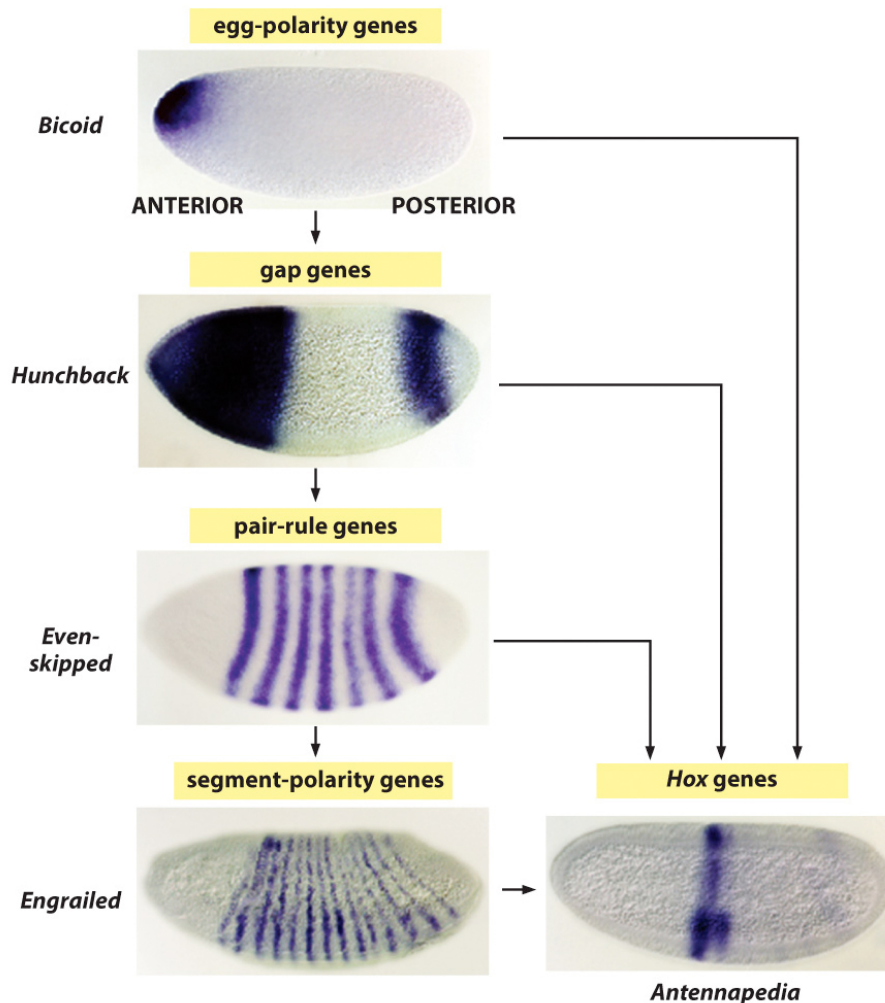 egg-polarity genes
Bicoid
ANTERIOR
POSTERIOR
gap genes
Hunchback
pair-rule genes
Even-
skipped
segment-polarity genes
Hox genes
Engrailed
Antennapedia